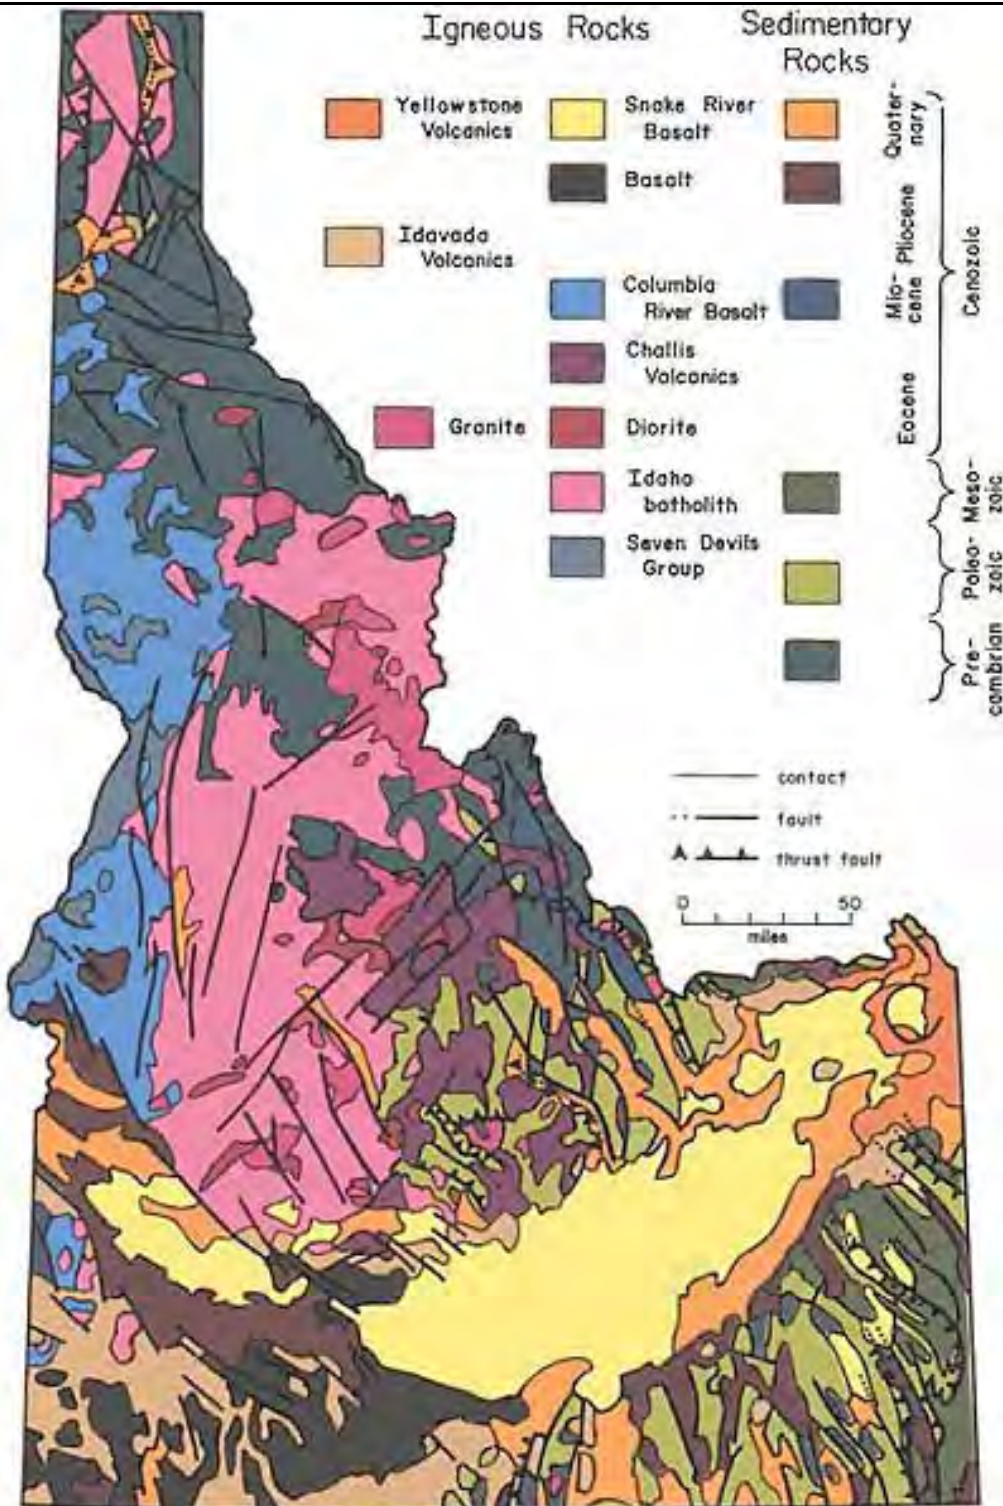 Igneous Rocks
Sedimentary
Rocks
Yellowstone
Volcanics
Snake River
Basalt
Quater-
nary
Basalt
Pliocene
Idavada
Volcanics
Cenozoic
Columbia
River Basalt
Mio-
cene
Challis
Volcanics
Eocene
Granite
Diorite
Idaho
batholith
Meso-
zoic
Seven Devils
Group
Paleo-
zoic
Pre-
cambrian
contact
fault
thrust fault
0 50
miles